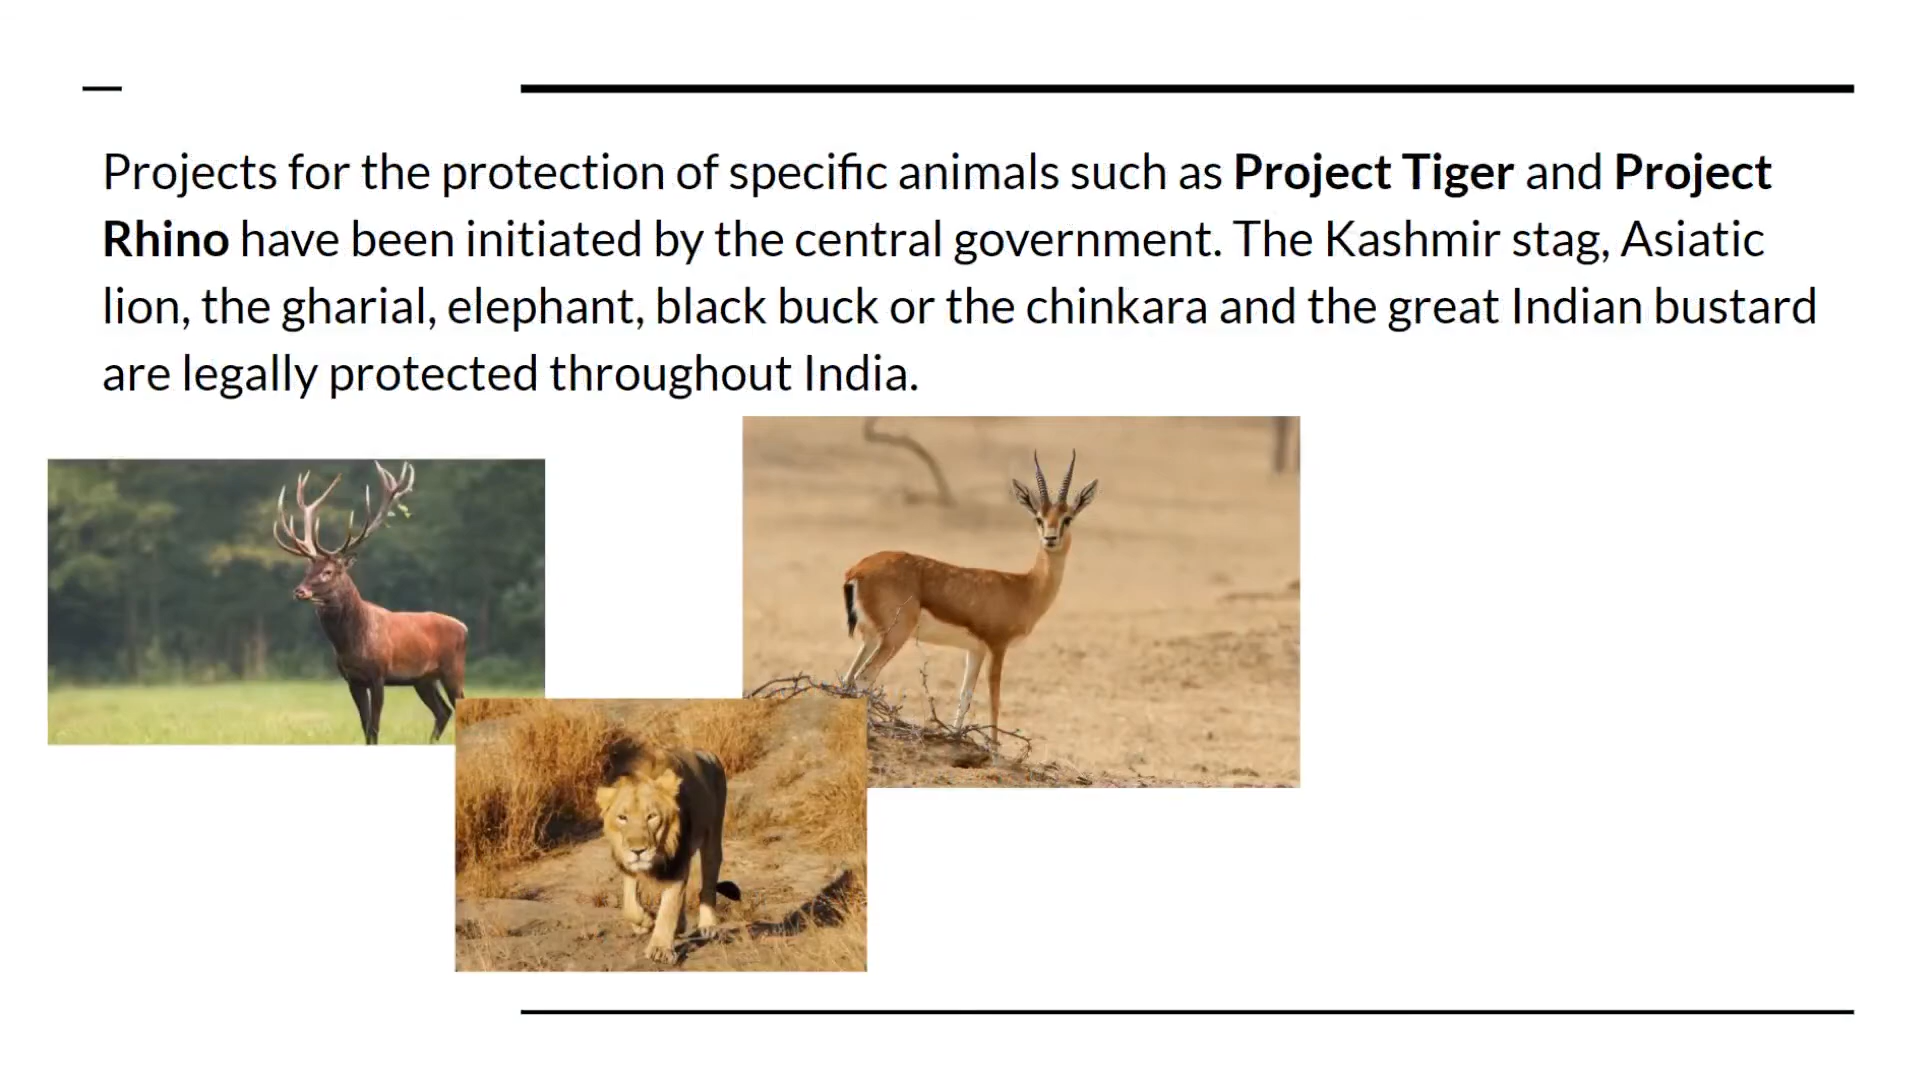 Projects for the protection of specific animals such as Project Tiger and Project
Rhino have been initiated by the central government. The Kashmir stag, Asiatic
lion, the gharial, elephant, black buck or the chinkara and the great Indian bustard
are legally protected throughout India.